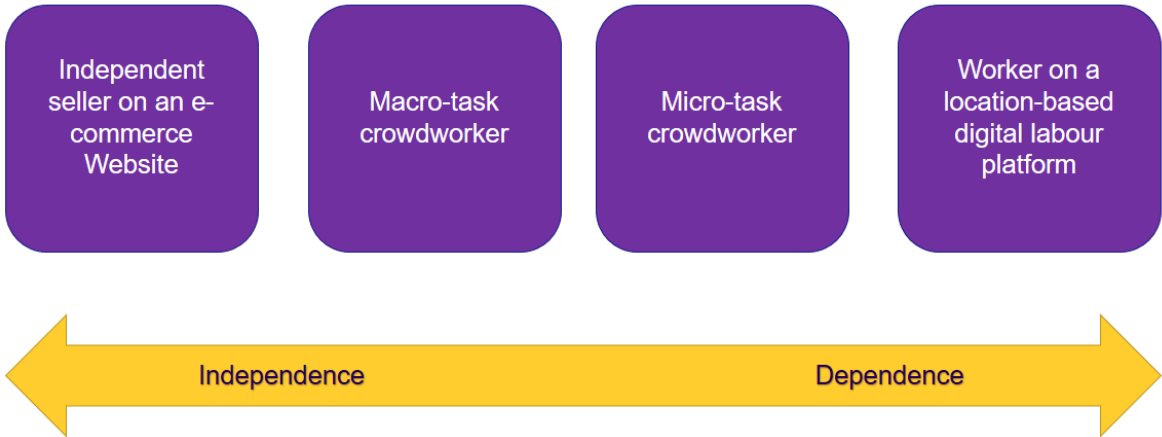 Independent
seller on an e-
commerce
Website
Macro-task
crowdworker
Micro-task
crowdworker
Worker on a
location-based
digital labour
platform
Independence
Dependence